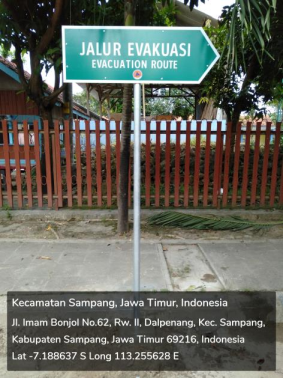 JALUR EVAKUASI
EVACUATION ROUTE
Kecamatan Sampang, Jawa Timur, Indonesia
Jl. Imam Bonjol No.62, Rw. II, Dalpenang, Kec. Sampang,
Kabupaten Sampang, Jawa Timur 69216, Indonesia
Lat -7.188637 S Long 113.255628 E